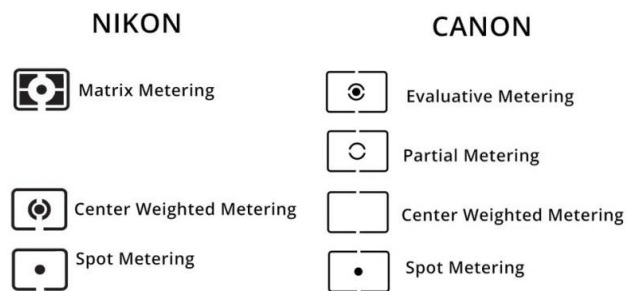 NIKON
CANON
Matrix Metering
Evaluative Metering
Partial Metering
Center Weighted Metering
Center Weighted Metering
Spot Metering
Spot Metering